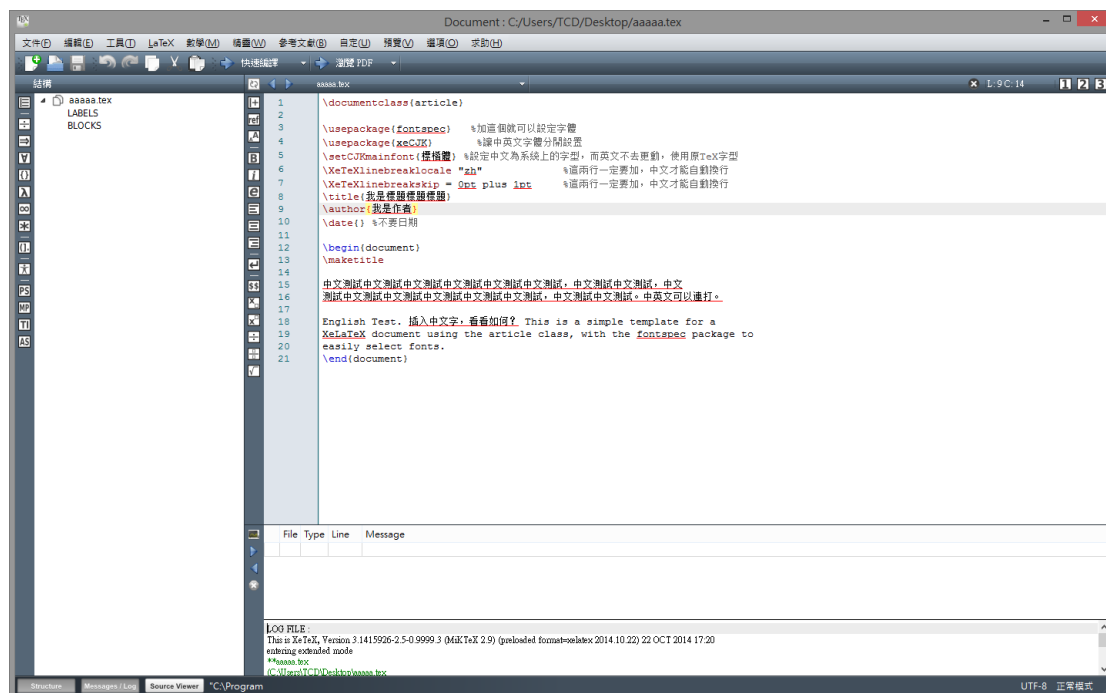 Document : C:/Users/TCD/Desktop/aaaaa.tex
文件(F) 編輯(E) 工具(T) LaTeX 數學(M) 精靈(W) 參考文獻(B) 自定(U) 預覽(V) 選項(O) 求助(H)
快速編譯 瀏覽 PDF
結構 aaaaa.tex L: 9 C: 14 1 2 3
aaaaa.tex
LABELS
BLOCKS
1 \documentclass{article}
2
3 \usepackage{fontspec} %加這個就可以設定字體
4 \usepackage{xeCJK} %讓中英文字體分開設置
5 \setCJKmainfont{標楷體} %設定中文為系統上的字型，而英文不去更動，使用原TeX字型
6 \XeTeXlinebreaklocale "zh" %這兩行一定要加，中文才能自動換行
7 \XeTeXlinebreakskip = 0pt plus 1pt %這兩行一定要加，中文才能自動換行
8 \title{我是標題標題標題}
9 \author{我是作者}
10 \date{} %不要日期
11
12 \begin{document}
13 \maketitle
14
15 中文測試中文測試中文測試中文測試中文測試中文測試，中文測試中文測試，中文
16 測試中文測試中文測試中文測試中文測試中文測試，中文測試中文測試。中英文可以連打。
17
18 English Test. 插入中文字，看看如何? This is a simple template for a
19 XeLaTeX document using the article class, with the fontspec package to
20 easily select fonts.
21 \end{document}
File Type Line Message
LOG FILE :
This is XeTeX, Version 3.1415926-2.5-0.9999.3 (MiKTeX 2.9) (preloaded format=xelatex 2014.10.22) 22 OCT 2014 17:20
entering extended mode
**aaaaa.tex
(C:\Users\TCD\Desktop\aaaaa.tex
Structure Messages / Log Source Viewer "C:\Program UTF-8 正常模式